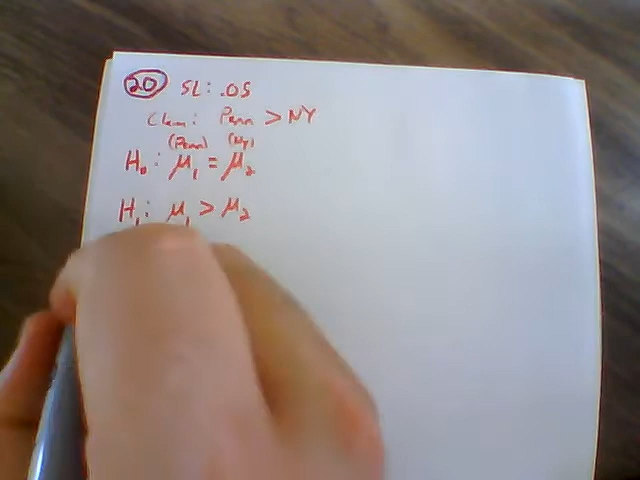 20 SL: .05
Claim: Penn > NY
(Penn) (NY)
H₀: μ₁ = μ₂
H₁: μ₁ > μ₂